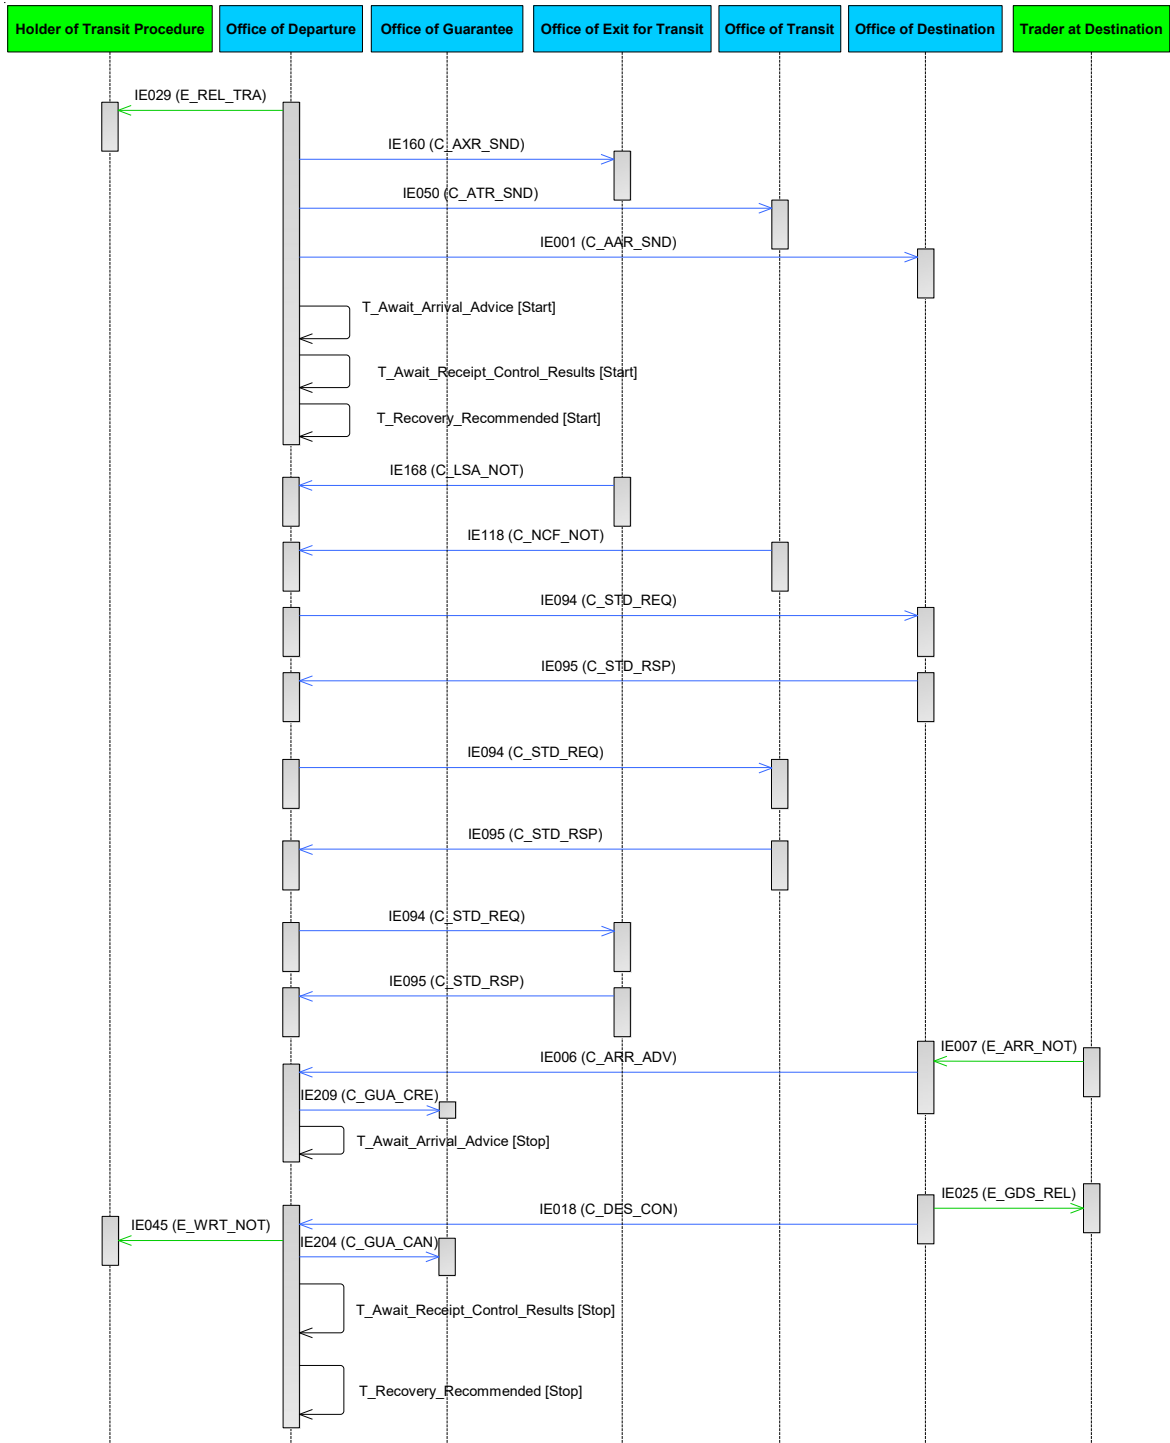 Holder of Transit Procedure
Office of Departure
Office of Guarantee
Office of Exit for Transit
Office of Transit
Office of Destination
Trader at Destination
IE029 (E_REL_TRA)
IE160 (C_AXR_SND)
IE050 (C_ATR_SND)
IE001 (C_AAR_SND)
T_Await_Arrival_Advice [Start]
T_Await_Receipt_Control_Results [Start]
T_Recovery_Recommended [Start]
IE168 (C_LSA_NOT)
IE118 (C_NCF_NOT)
IE094 (C_STD_REQ)
IE095 (C_STD_RSP)
IE094 (C_STD_REQ)
IE095 (C_STD_RSP)
IE094 (C_STD_REQ)
IE095 (C_STD_RSP)
IE007 (E_ARR_NOT)
IE006 (C_ARR_ADV)
IE209 (C_GUA_CRE)
T_Await_Arrival_Advice [Stop]
IE025 (E_GDS_REL)
IE018 (C_DES_CON)
IE045 (E_WRT_NOT)
IE204 (C_GUA_CAN)
T_Await_Receipt_Control_Results [Stop]
T_Recovery_Recommended [Stop]